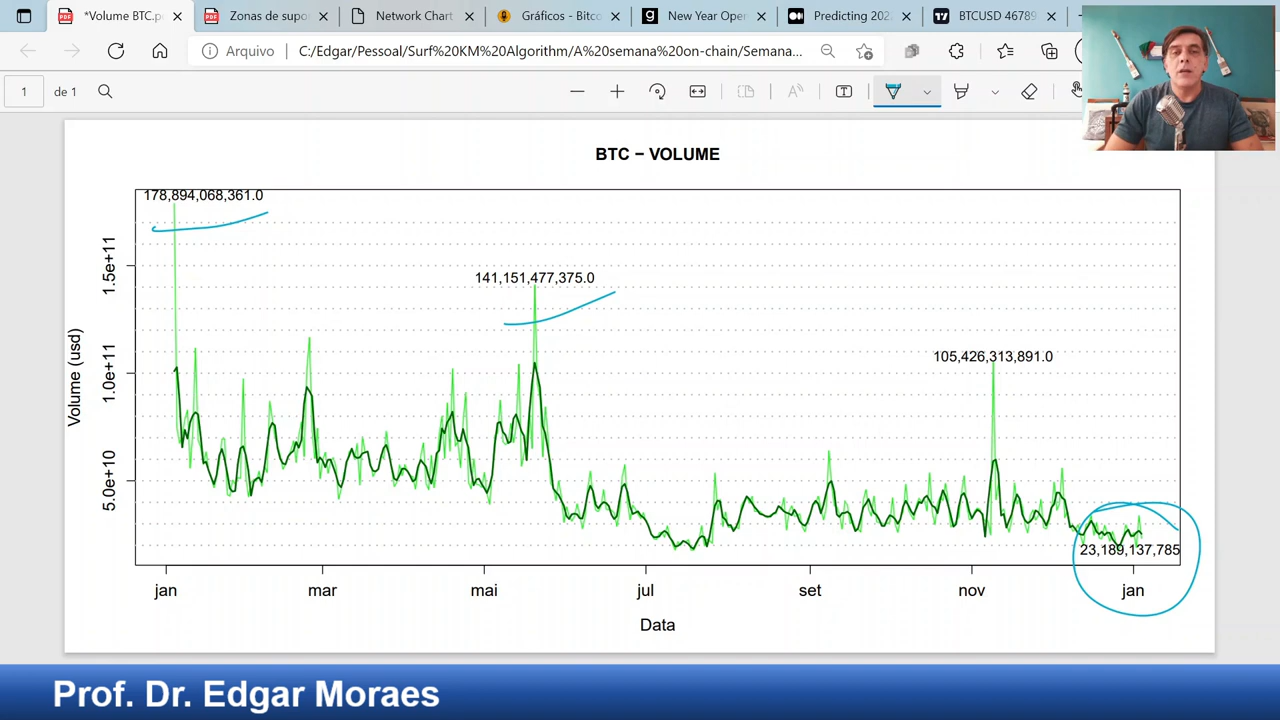 *Volume BTC.p
Zonas de supo
Network Chart
Gráficos - Bitco
New Year Open
Predicting 202
BTCUSD 46789
Arquivo
C:/Edgar/Pessoal/Surf%20KM%20Algorithm/A%20semana%20on-chain/Semana...
1 de 1
BTC – VOLUME
178,894,068,361.0
141,151,477,375.0
105,426,313,891.0
23,189,137,785
Volume (usd)
1.5e+11
1.0e+11
5.0e+10
jan mar mai jul set nov jan
Data
Prof. Dr. Edgar Moraes